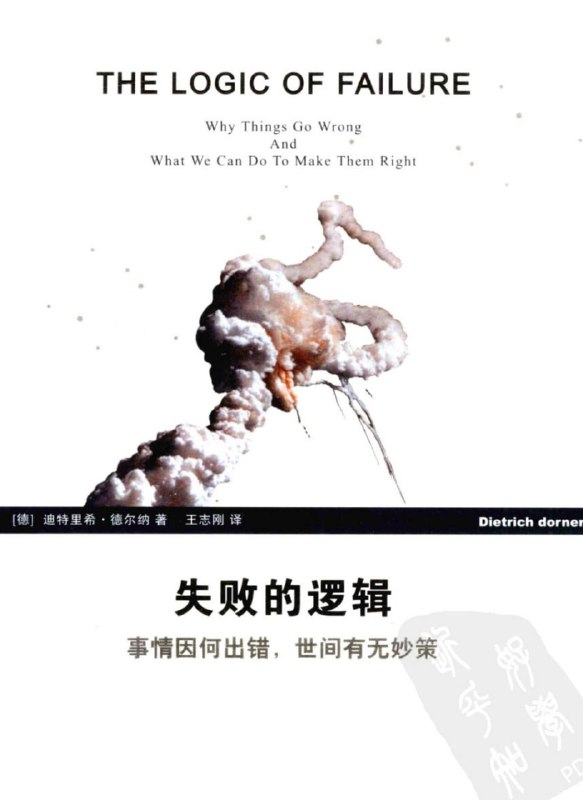 THE LOGIC OF FAILURE
Why Things Go Wrong
And
What We Can Do To Make Them Right
[德] 迪特里希·德尔纳 著 王志刚 译
Dietrich dorner
失败的逻辑
事情因何出错，世间有无妙策
PD